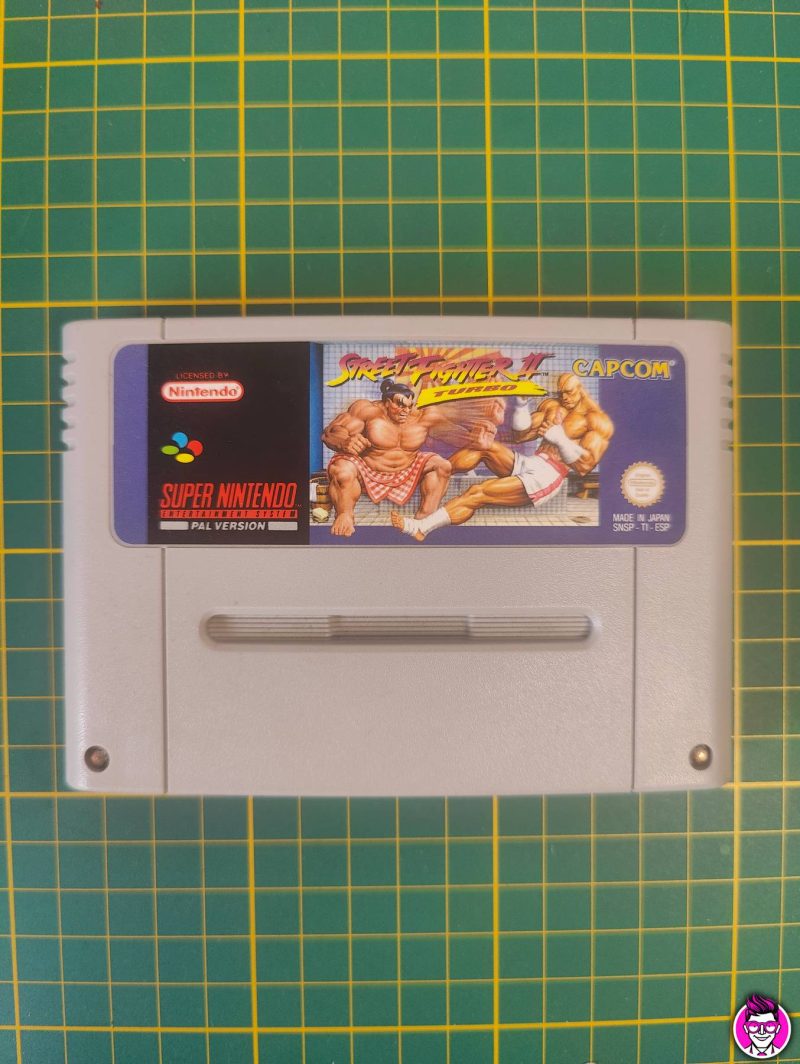 LICENSED BY
Nintendo
SUPER NINTENDO
ENTERTAINMENT SYSTEM
PAL VERSION
STREET FIGHTER II
TURBO
CAPCOM
MADE IN JAPAN
SNSP - TI - ESP